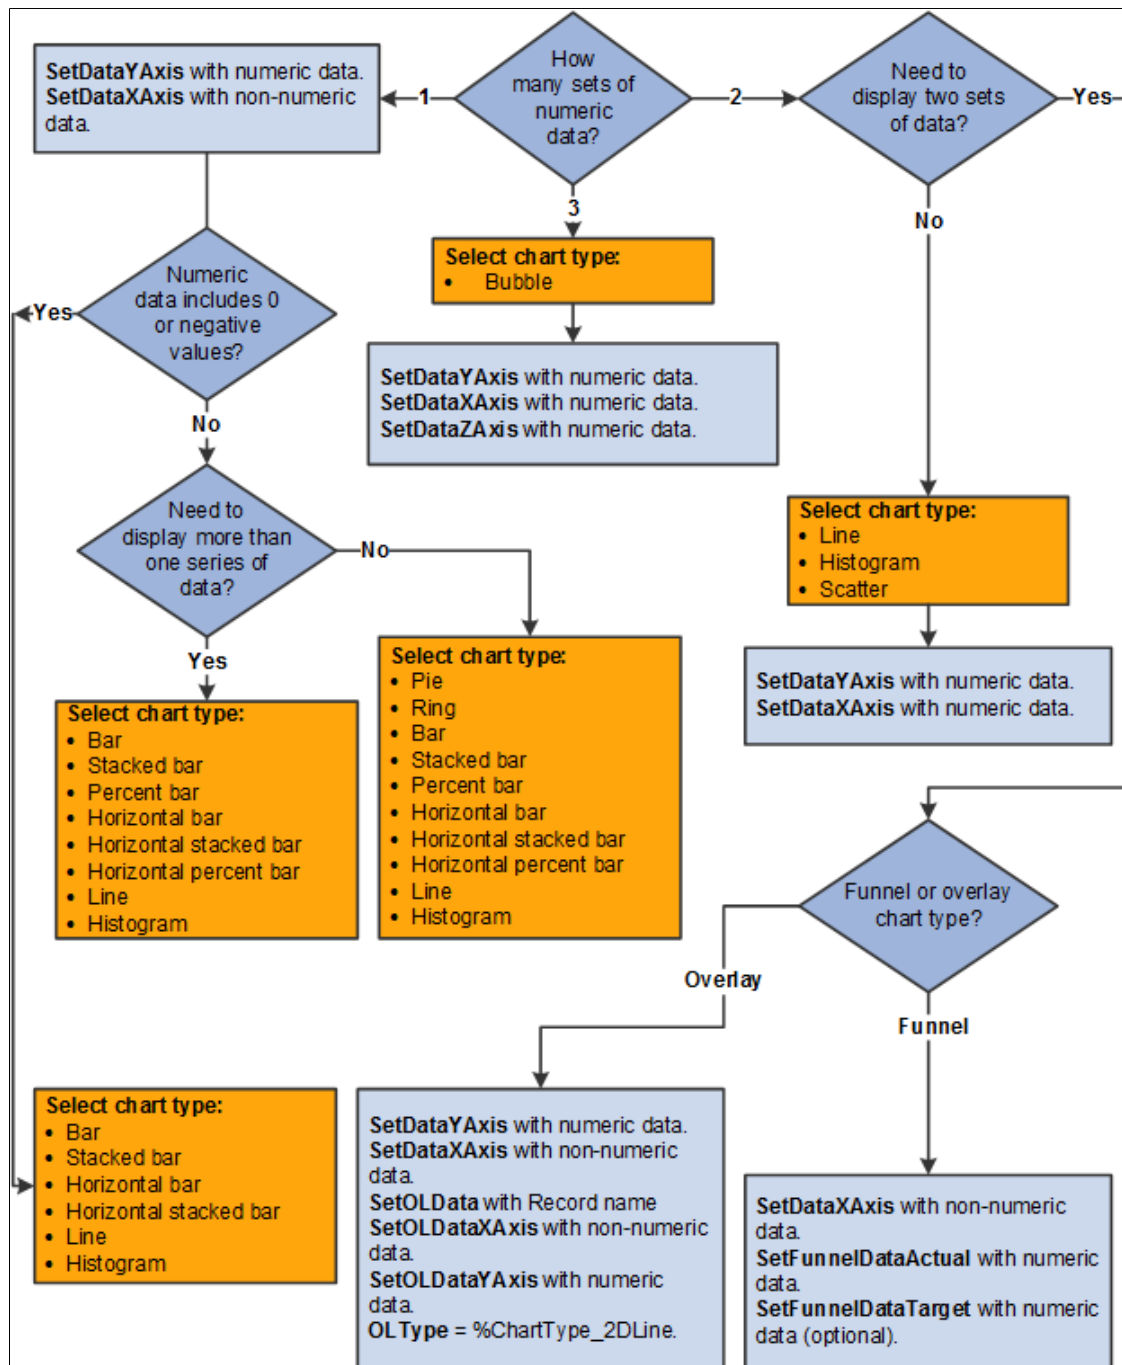 How
many sets of
numeric
data?
1
2
3
SetDataYAxis with numeric data.
SetDataXAxis with non-numeric
data.
Need to
display two sets
of data?
Yes
No
Select chart type:
• Bubble
SetDataYAxis with numeric data.
SetDataXAxis with numeric data.
SetDataZAxis with numeric data.
Numeric
data includes 0
or negative
values?
Yes
No
Need to
display more than
one series of
data?
No
Yes
Select chart type:
• Line
• Histogram
• Scatter
SetDataYAxis with numeric data.
SetDataXAxis with numeric data.
Select chart type:
• Bar
• Stacked bar
• Percent bar
• Horizontal bar
• Horizontal stacked bar
• Horizontal percent bar
• Line
• Histogram
Select chart type:
• Pie
• Ring
• Bar
• Stacked bar
• Percent bar
• Horizontal bar
• Horizontal stacked bar
• Horizontal percent bar
• Line
• Histogram
Funnel or overlay
chart type?
Overlay
Funnel
Select chart type:
• Bar
• Stacked bar
• Horizontal bar
• Horizontal stacked bar
• Line
• Histogram
SetDataYAxis with numeric data.
SetDataXAxis with non-numeric
data.
SetOLData with Record name
SetOLDataXAxis with non-numeric
data.
SetOLDataYAxis with numeric
data.
OLType = %ChartType_2DLine.
SetDataXAxis with non-numeric
data.
SetFunnelDataActual with numeric
data.
SetFunnelDataTarget with numeric
data (optional).